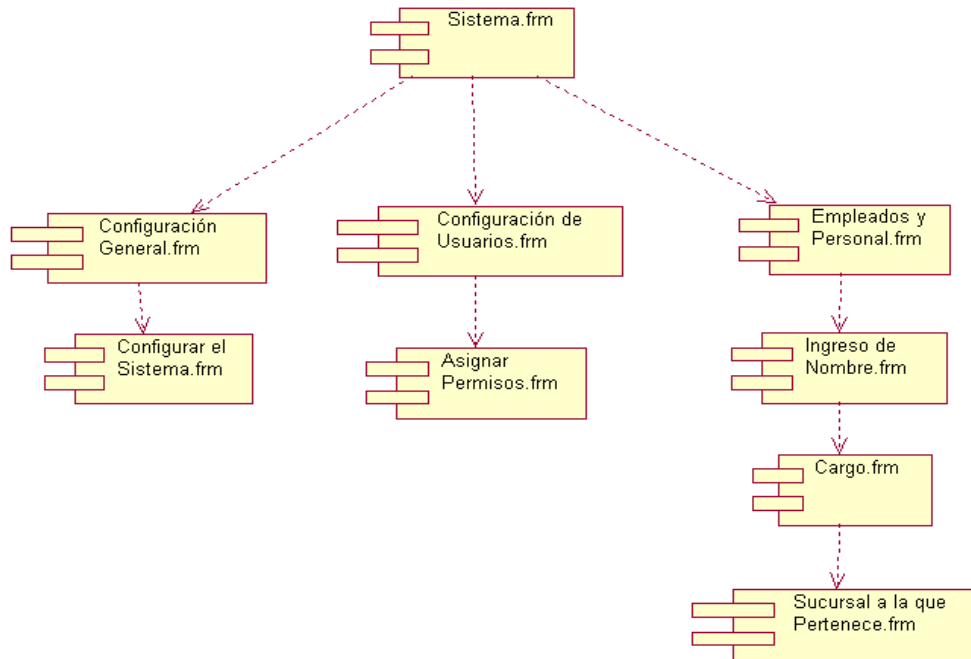 Sistema.frm
Configuración
General.frm
Configuración de
Usuarios.frm
Empleados y
Personal.frm
Configurar el
Sistema.frm
Asignar
Permisos.frm
Ingreso de
Nombre.frm
Cargo.frm
Sucursal a la que
Pertenece.frm